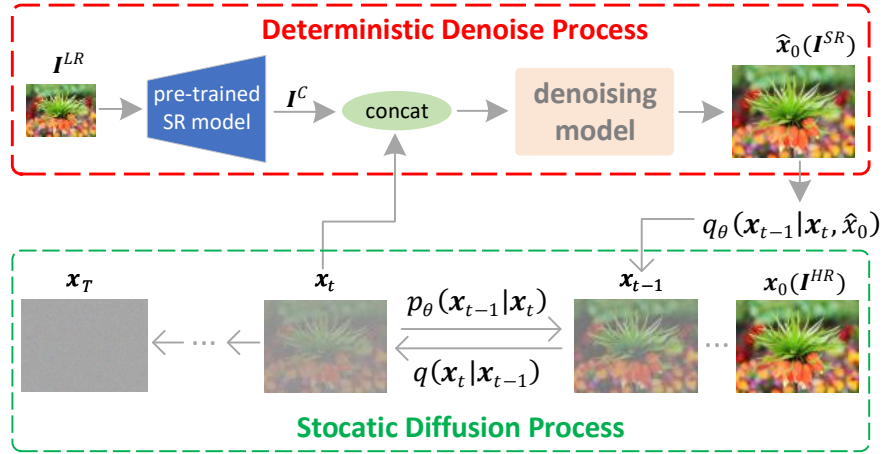 Deterministic Denoise Process
I^{LR}
pre-trained
SR model
I^{C}
concat
denoising
model
x̂_0(I^{SR})
q_θ(x_{t-1}|x_t, x̂_0)
x_T
x_t
x_{t-1}
x_0(I^{HR})
p_θ(x_{t-1}|x_t)
q(x_t|x_{t-1})
...
...
Stocatic Diffusion Process